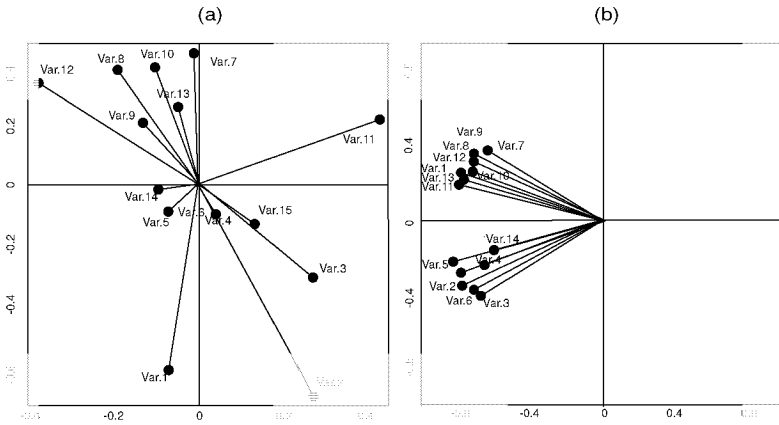 (a)
(b)
Var.12
Var.8
Var.10
Var.7
Var.13
Var.9
Var.11
Var.14
Var.5
Var.6
Var.4
Var.15
Var.3
Var.1
0.2
0
-0.2
-0.4
-0.2
0
Var.9
Var.8
Var.7
Var.12
Var.1
Var.13
Var.10
Var.11
Var.14
Var.5
Var.4
Var.2
Var.6
Var.3
0.4
0
-0.4
0
0.4